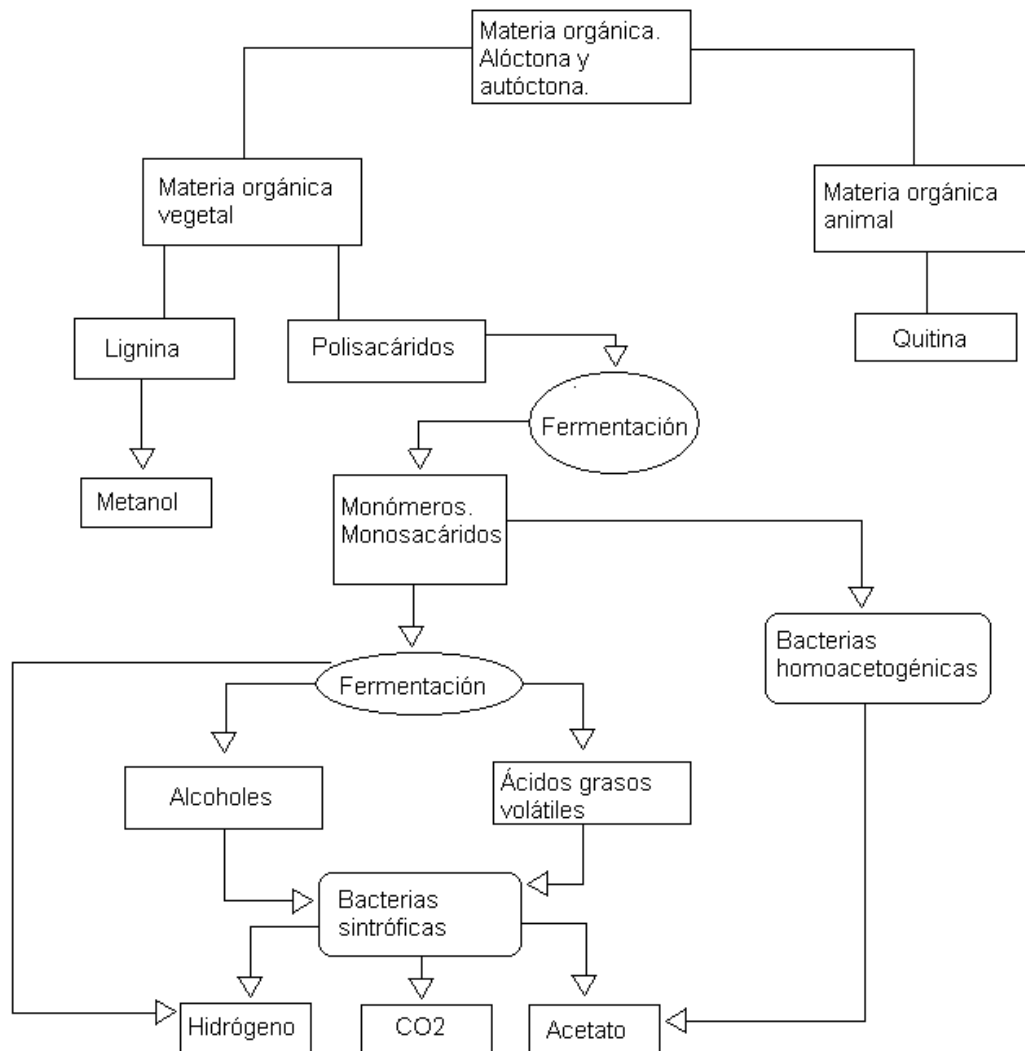 Materia orgánica.
Alóctona y
autóctona.
Materia orgánica
vegetal
Materia orgánica
animal
Lignina
Polisacáridos
Quitina
Fermentación
Metanol
Monómeros.
Monosacáridos
Bacterias
homoacetogénicas
Fermentación
Alcoholes
Ácidos grasos
volátiles
Bacterias
sintróficas
Hidrógeno
CO2
Acetato